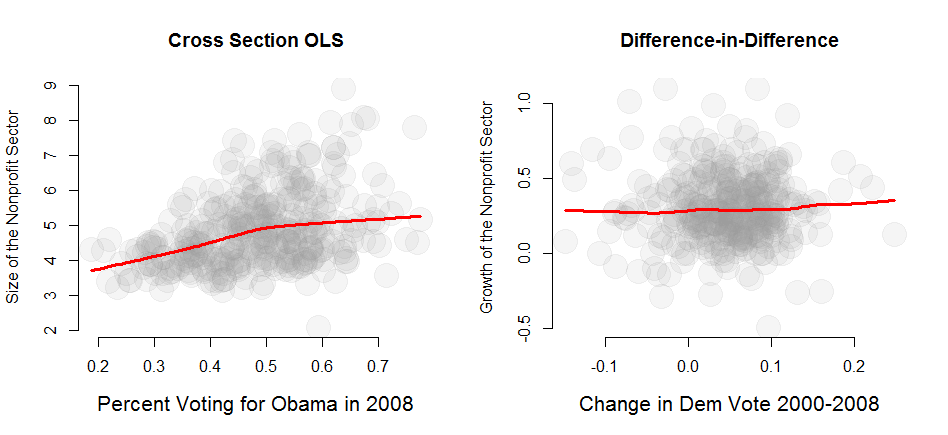 Cross Section OLS
Size of the Nonprofit Sector
9
8
7
6
5
4
3
2
0.2 0.3 0.4 0.5 0.6 0.7
Percent Voting for Obama in 2008
Difference-in-Difference
Growth of the Nonprofit Sector
1.0
0.5
0.0
-0.5
-0.1 0.0 0.1 0.2
Change in Dem Vote 2000-2008